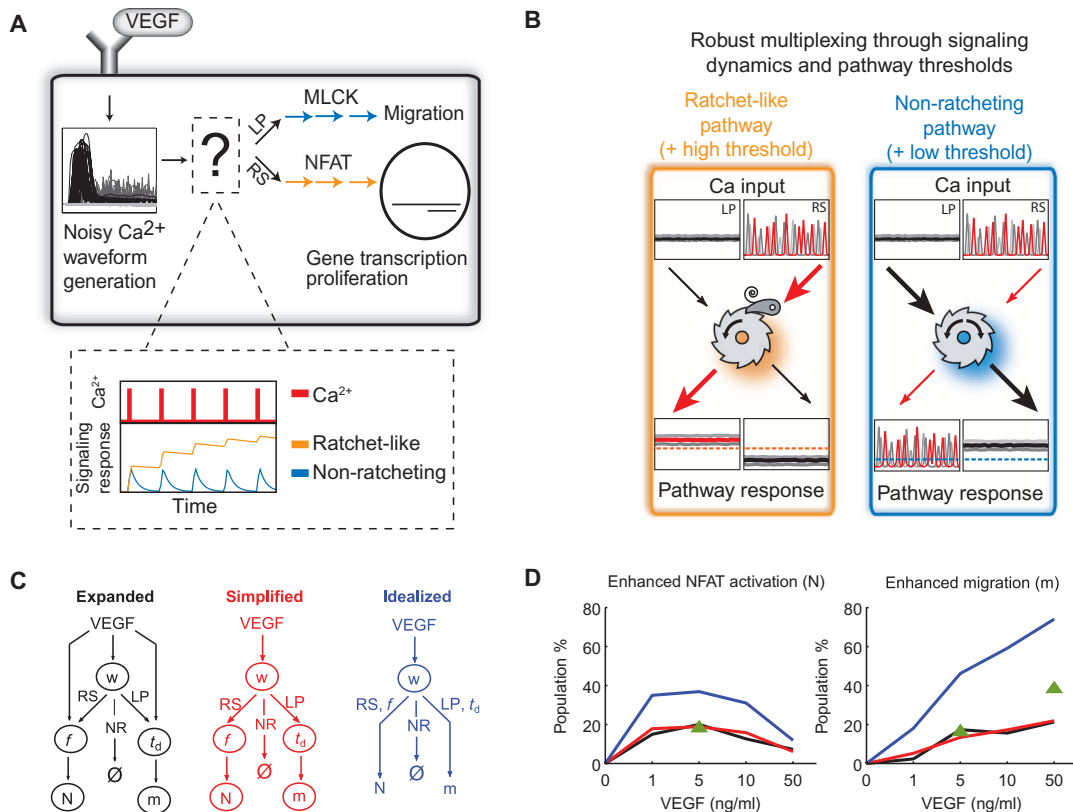 A
VEGF
MLCK
Migration
LP
?
RS
NFAT
Noisy Ca2+
waveform
generation
Gene transcription
proliferation
Ca2+
Signaling
response
Time
Ca2+
Ratchet-like
Non-ratcheting
B
Robust multiplexing through signaling
dynamics and pathway thresholds
Ratchet-like
pathway
(+ high threshold)
Ca input
LP
RS
Pathway response
Non-ratcheting
pathway
(+ low threshold)
Ca input
LP
RS
Pathway response
C
Expanded
VEGF
w
RS
LP
NR
f
td
Ø
N
m
Simplified
VEGF
w
RS
LP
NR
f
td
Ø
N
m
Idealized
VEGF
w
RS, f
LP, td
NR
Ø
N
m
D
Enhanced NFAT activation (N)
Population %
80
60
40
20
0
0 1 5 10 50
VEGF (ng/ml)
Enhanced migration (m)
Population %
80
60
40
20
0
0 1 5 10 50
VEGF (ng/ml)